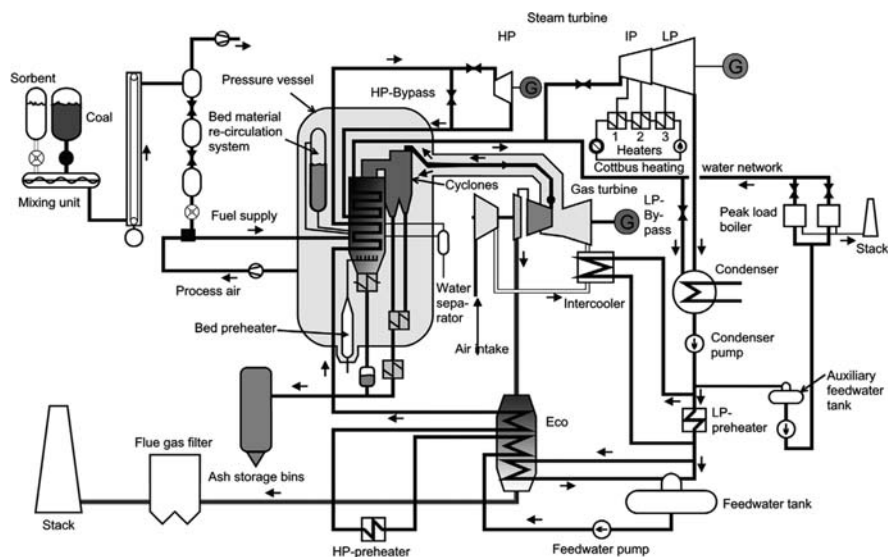 Steam turbine
HP
IP
LP
G
G
Sorbent
Coal
Mixing unit
Pressure vessel
Bed material
re-circulation
system
HP-Bypass
1
2
3
Heaters
Cottbus heating
water network
Cyclones
Gas turbine
LP-
By-
pass
G
Peak load
boiler
Stack
Fuel supply
Process air
Water sepa-
rator
Bed preheater
Intercooler
Air intake
Condenser
Condenser
pump
Auxiliary
feedwater
tank
LP-
preheater
Eco
Flue gas filter
Ash storage bins
Stack
HP-preheater
Feedwater pump
Feedwater tank